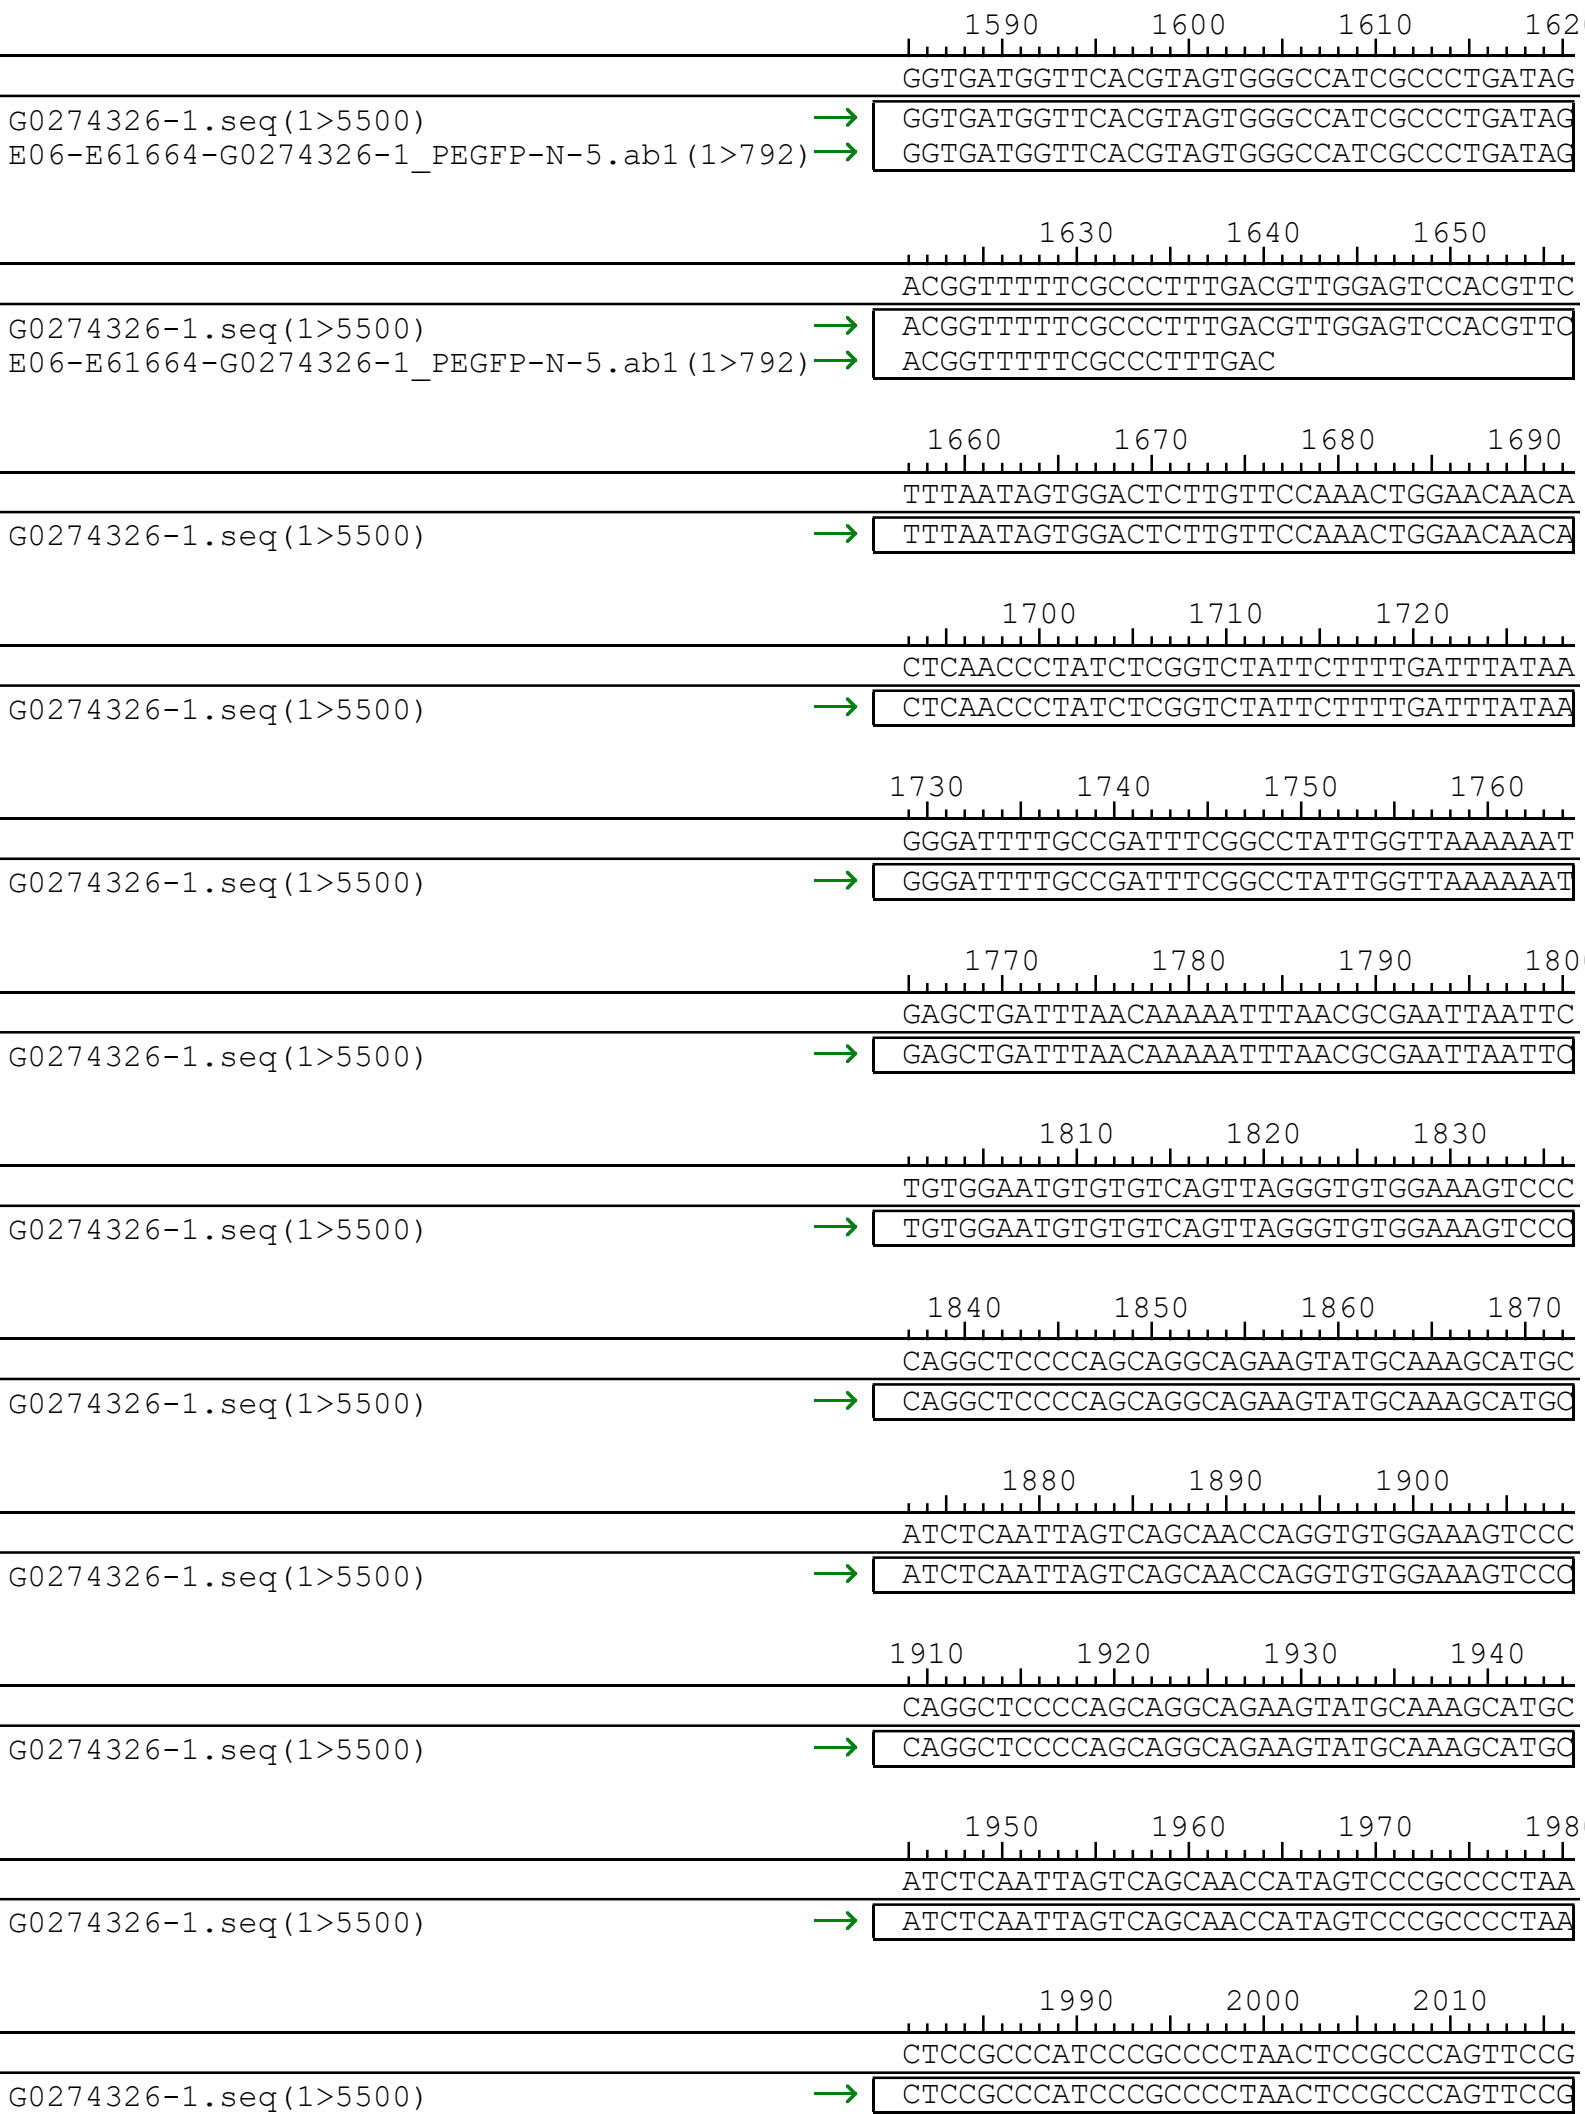 1590 1600 1610 162
GGTGATGGTTCACGTAGTGGGCCATCGCCCTGATAG
G0274326-1.seq(1>5500) → GGTGATGGTTCACGTAGTGGGCCATCGCCCTGATAG
E06-E61664-G0274326-1_PEGFP-N-5.ab1(1>792) → GGTGATGGTTCACGTAGTGGGCCATCGCCCTGATAG
1630 1640 1650
ACGGTTTTTCGCCCTTTGACGTTGGAGTCCACGTTC
G0274326-1.seq(1>5500) → ACGGTTTTTCGCCCTTTGACGTTGGAGTCCACGTTC
E06-E61664-G0274326-1_PEGFP-N-5.ab1(1>792) → ACGGTTTTTCGCCCTTTGAC
1660 1670 1680 1690
TTTAATAGTGGACTCTTGTTCCAAACTGGAACAACA
G0274326-1.seq(1>5500) → TTTAATAGTGGACTCTTGTTCCAAACTGGAACAACA
1700 1710 1720
CTCAACCCTATCTCGGTCTATTCTTTTGATTTATAA
G0274326-1.seq(1>5500) → CTCAACCCTATCTCGGTCTATTCTTTTGATTTATAA
1730 1740 1750 1760
GGGATTTTGCCGATTTCGGCCTATTGGTTAAAAAAT
G0274326-1.seq(1>5500) → GGGATTTTGCCGATTTCGGCCTATTGGTTAAAAAAT
1770 1780 1790 180
GAGCTGATTTAACAAAAATTTAACGCGAATTAATTC
G0274326-1.seq(1>5500) → GAGCTGATTTAACAAAAATTTAACGCGAATTAATTC
1810 1820 1830
TGTGGAATGTGTGTCAGTTAGGGTGTGGAAAGTCCC
G0274326-1.seq(1>5500) → TGTGGAATGTGTGTCAGTTAGGGTGTGGAAAGTCCC
1840 1850 1860 1870
CAGGCTCCCCAGCAGGCAGAAGTATGCAAAGCATGC
G0274326-1.seq(1>5500) → CAGGCTCCCCAGCAGGCAGAAGTATGCAAAGCATGC
1880 1890 1900
ATCTCAATTAGTCAGCAACCAGGTGTGGAAAGTCCC
G0274326-1.seq(1>5500) → ATCTCAATTAGTCAGCAACCAGGTGTGGAAAGTCCC
1910 1920 1930 1940
CAGGCTCCCCAGCAGGCAGAAGTATGCAAAGCATGC
G0274326-1.seq(1>5500) → CAGGCTCCCCAGCAGGCAGAAGTATGCAAAGCATGC
1950 1960 1970 198
ATCTCAATTAGTCAGCAACCATAGTCCCGCCCCTAA
G0274326-1.seq(1>5500) → ATCTCAATTAGTCAGCAACCATAGTCCCGCCCCTAA
1990 2000 2010
CTCCGCCCATCCCGCCCCTAACTCCGCCCAGTTCCG
G0274326-1.seq(1>5500) → CTCCGCCCATCCCGCCCCTAACTCCGCCCAGTTCCG